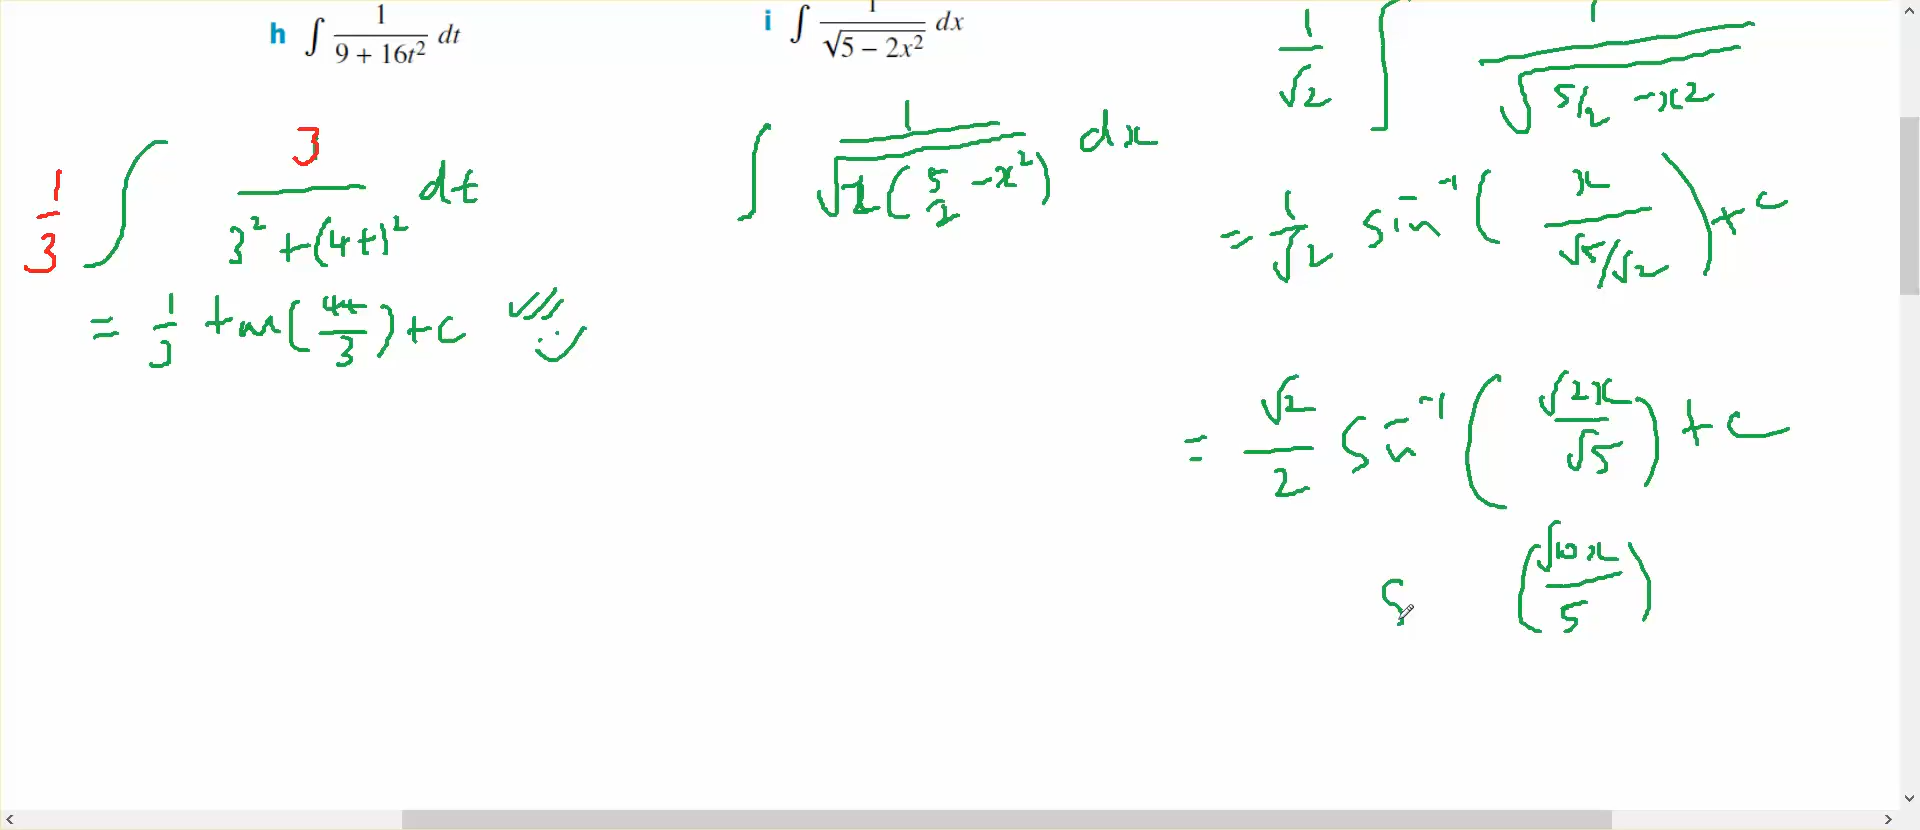 h ∫ 1/(9 + 16t²) dt
i ∫ 1/√(5 − 2x²) dx
1/3 ∫ 3/(3² + (4t)²) dt
= 1/3 tan(4t/3) + c
∫ 1/√(2(5/2 − x²)) dx
1/√2 ∫ 1/√(5/2 − x²)
= 1/√2 sin⁻¹(x/(√5/√2)) + c
= √2/2 sin⁻¹(√2x/√5) + c
S (√10x/5)